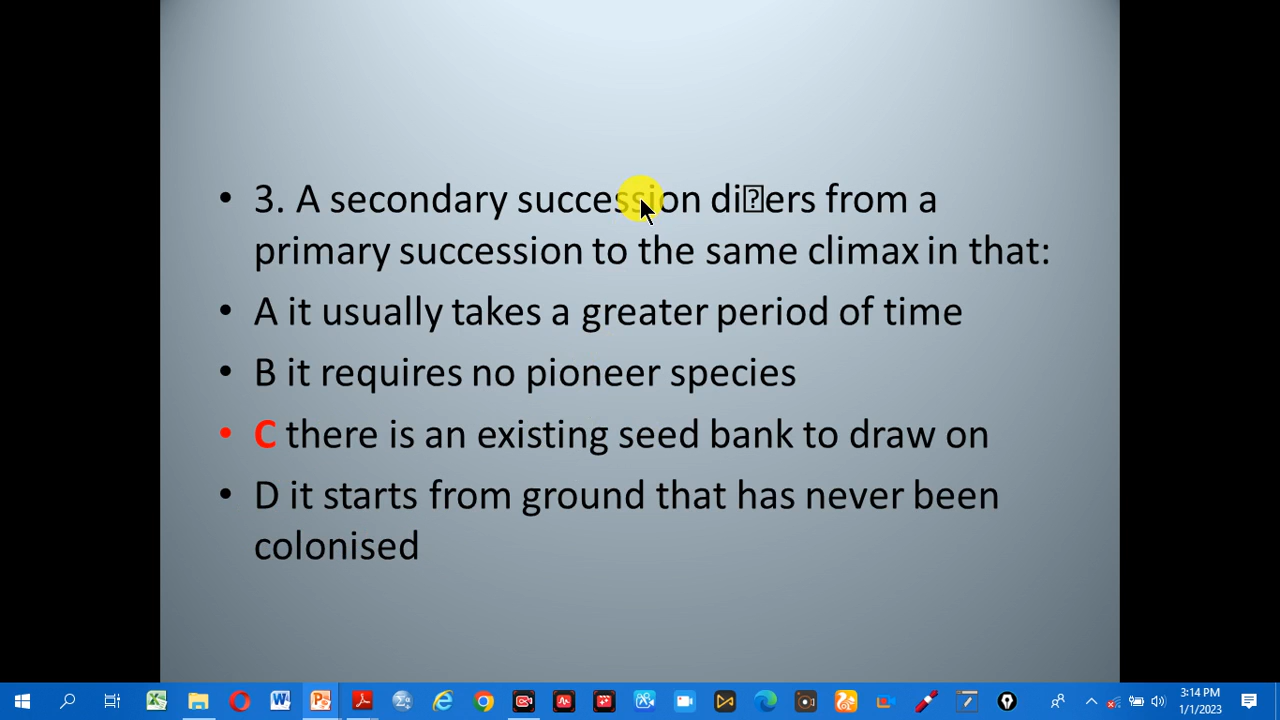 • 3. A secondary succession di�ers from a
primary succession to the same climax in that:
• A it usually takes a greater period of time
• B it requires no pioneer species
• C there is an existing seed bank to draw on
• D it starts from ground that has never been
colonised
3:14 PM
1/1/2023